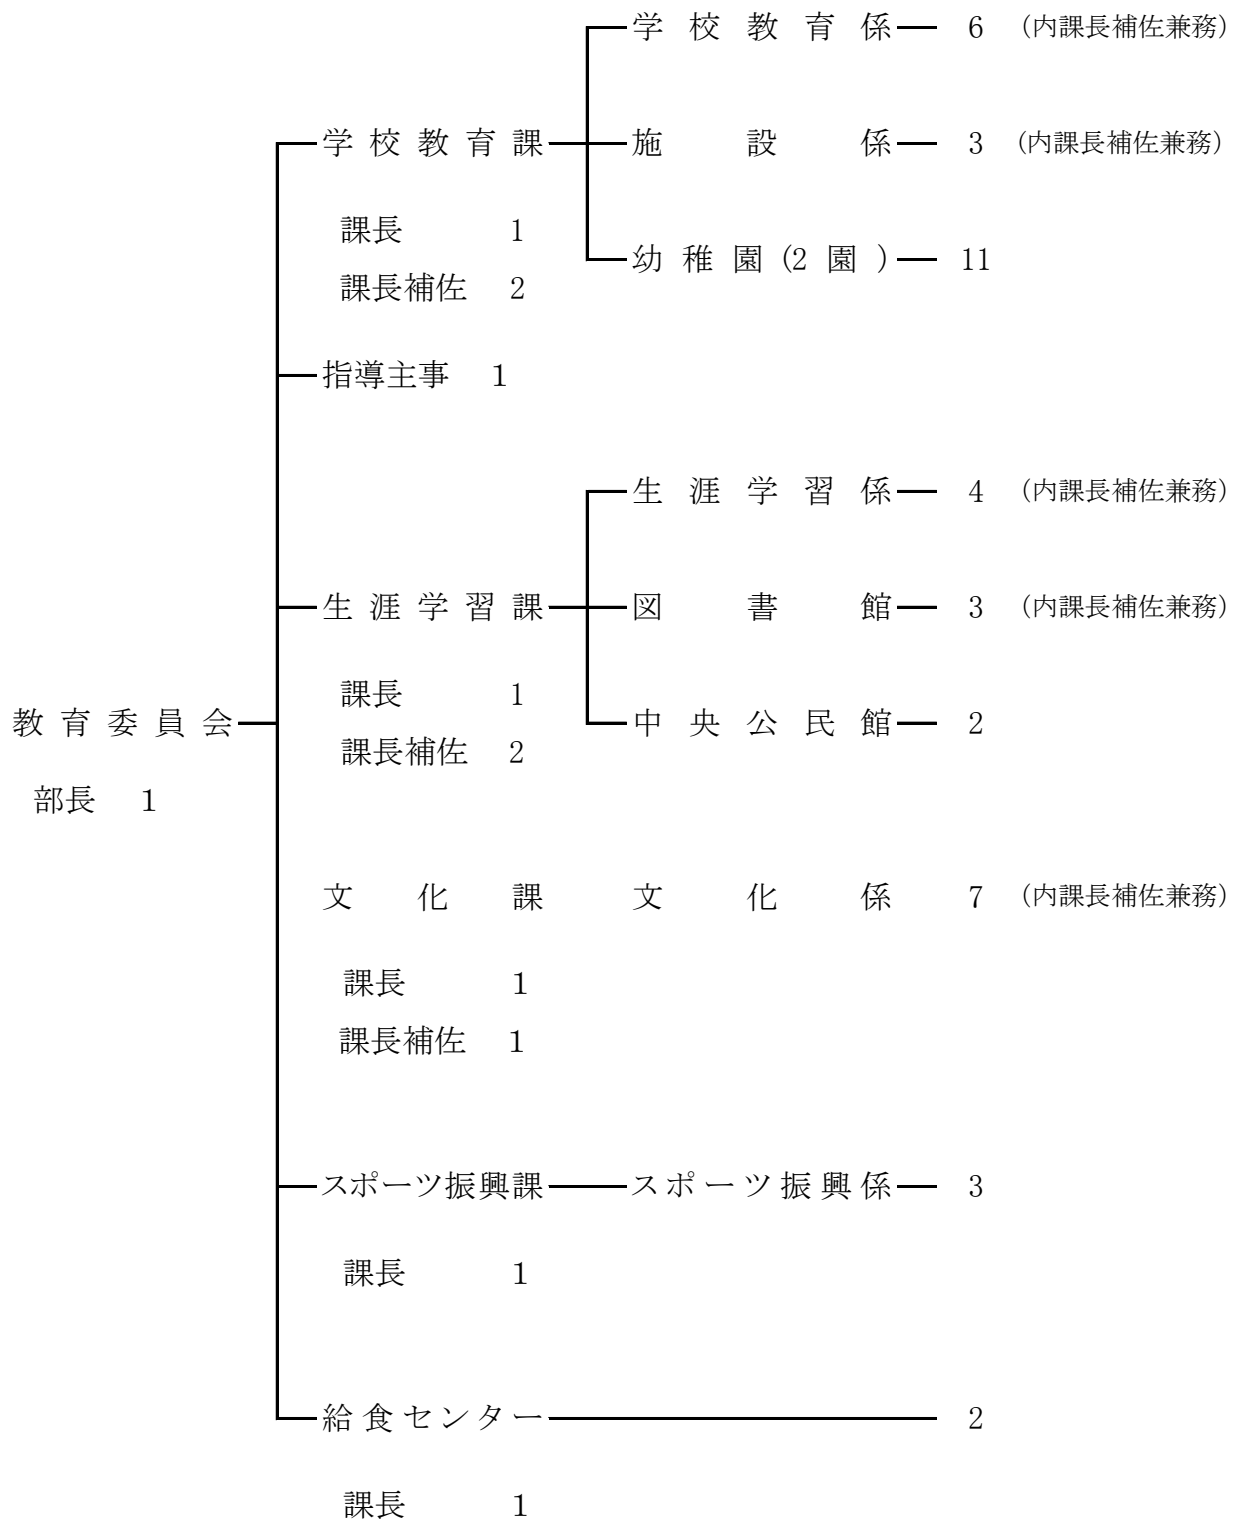 学校教育係 6 (内課長補佐兼務)
学校教育課 施設係 3 (内課長補佐兼務)
課長 1
幼稚園(2園) 11
課長補佐 2
指導主事 1
生涯学習係 4 (内課長補佐兼務)
生涯学習課 図書館 3 (内課長補佐兼務)
課長 1
教育委員会 中央公民館 2
課長補佐 2
部長 1
文化課 文化係 7 (内課長補佐兼務)
課長 1
課長補佐 1
スポーツ振興課 スポーツ振興係 3
課長 1
給食センター 2
課長 1